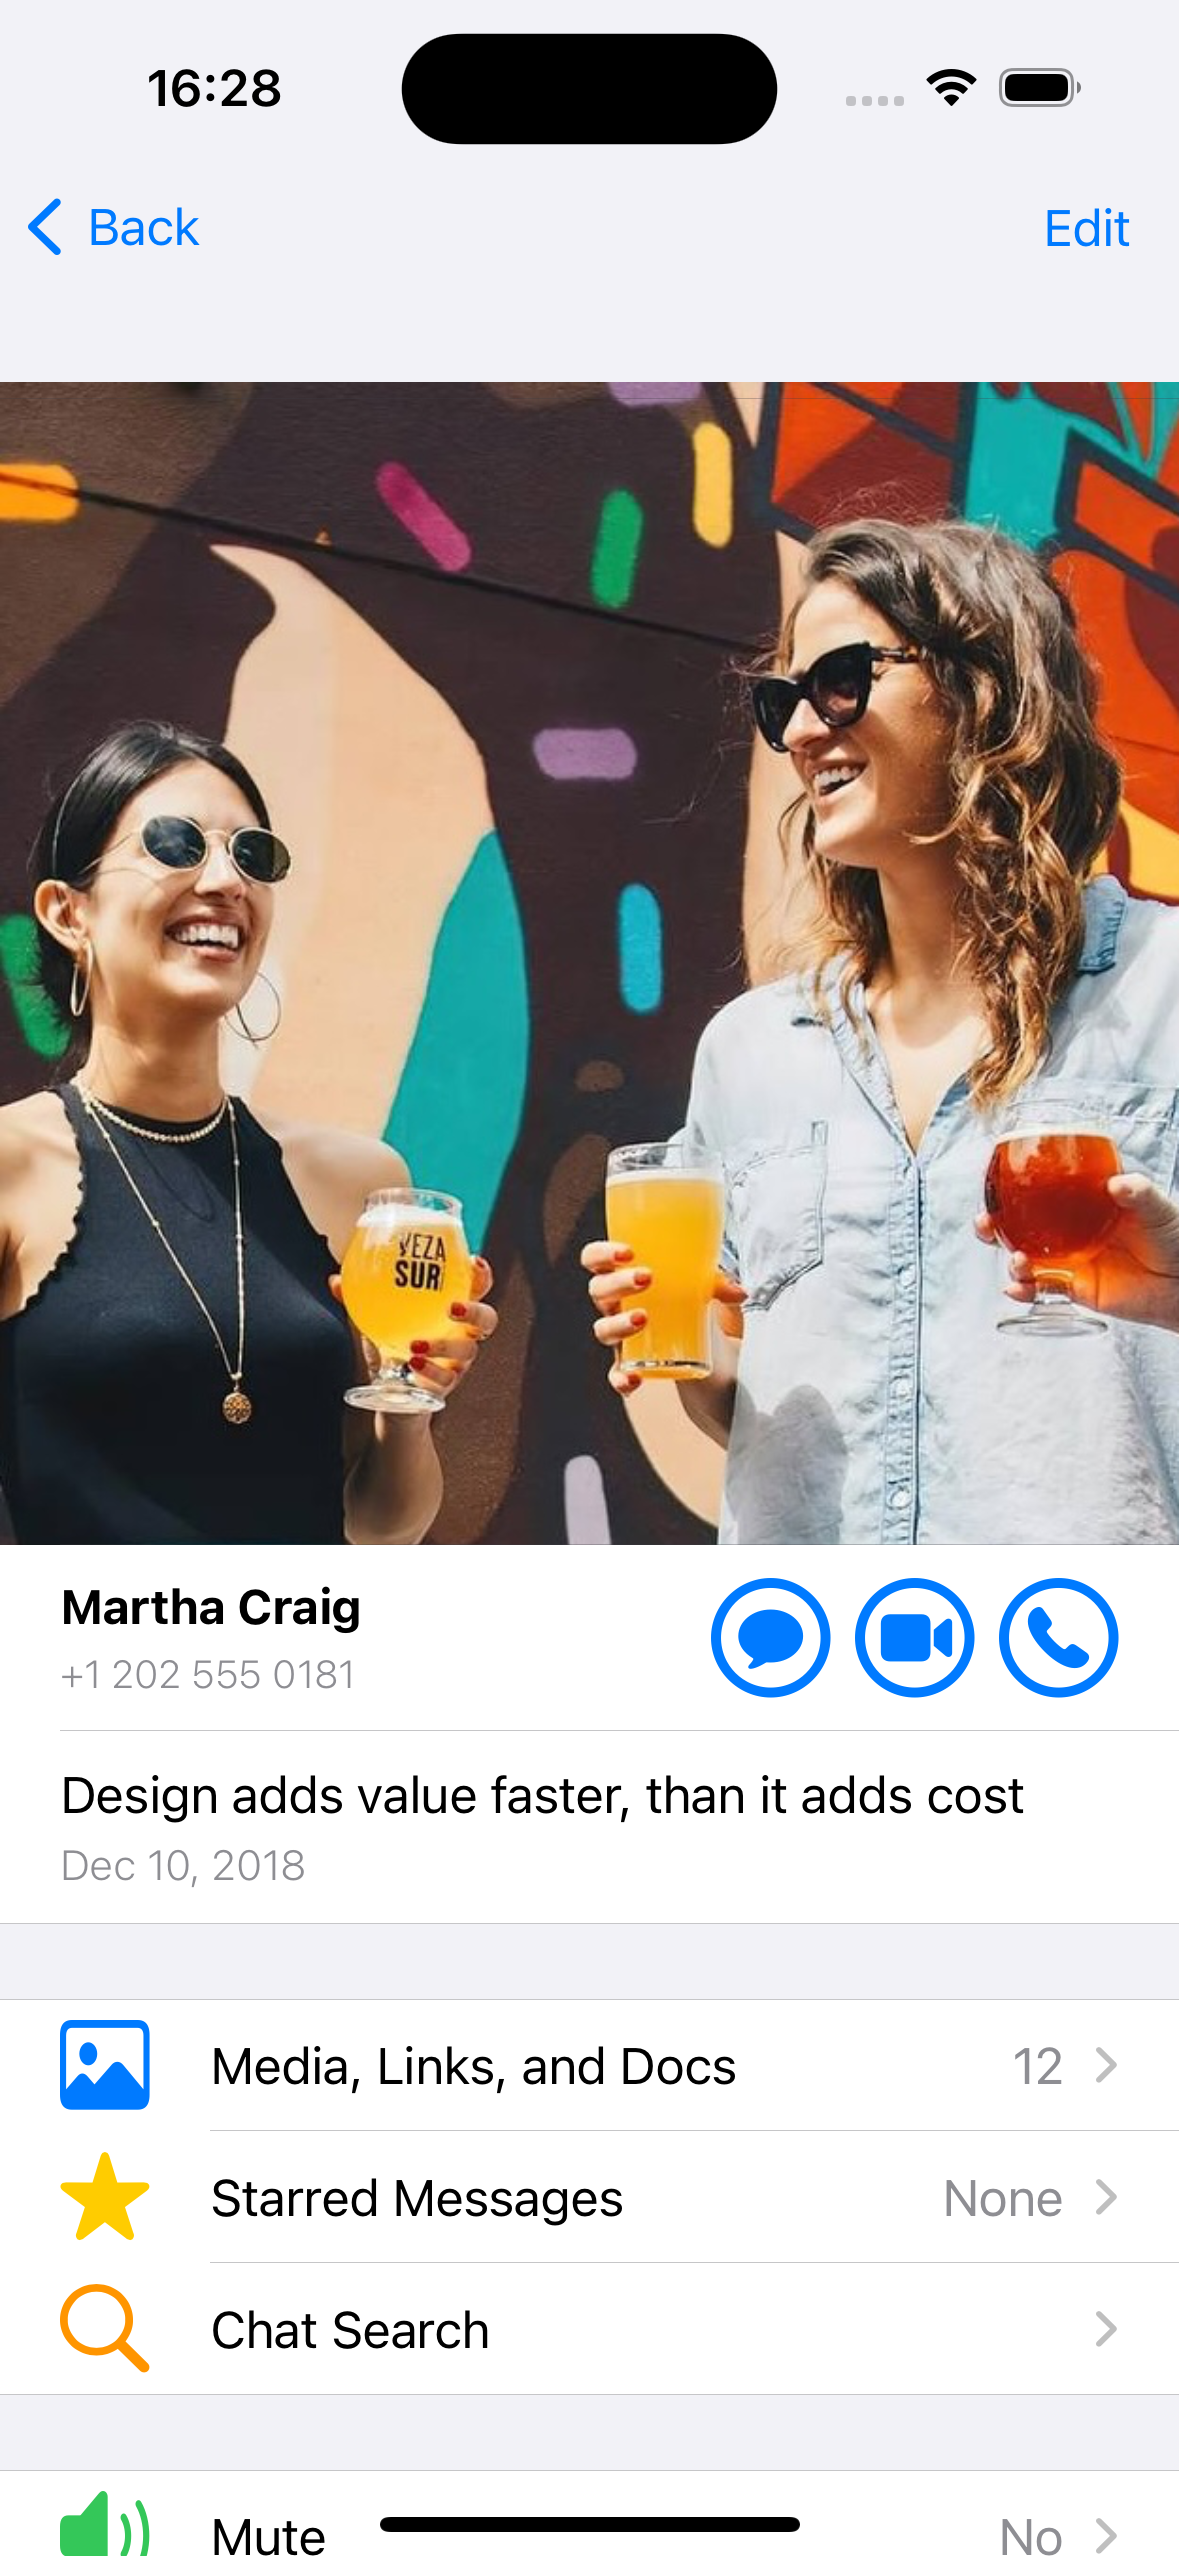 16:28
Back
Edit
VEZA
SUR
Martha Craig
+1 202 555 0181
Design adds value faster, than it adds cost
Dec 10, 2018
Media, Links, and Docs 12
Starred Messages None
Chat Search
Mute No